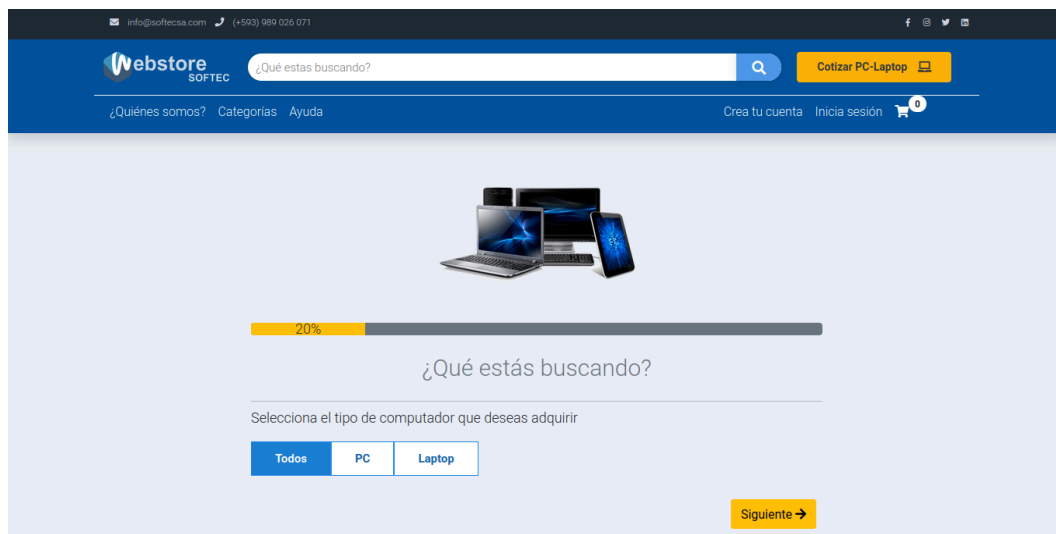 info@softecsa.com (+593) 989 026 071
Webstore
SOFTEC
¿Qué estas buscando?
Cotizar PC-Laptop
¿Quiénes somos? Categorías Ayuda
Crea tu cuenta Inicia sesión 0
20%
¿Qué estás buscando?
Selecciona el tipo de computador que deseas adquirir
Todos PC Laptop
Siguiente